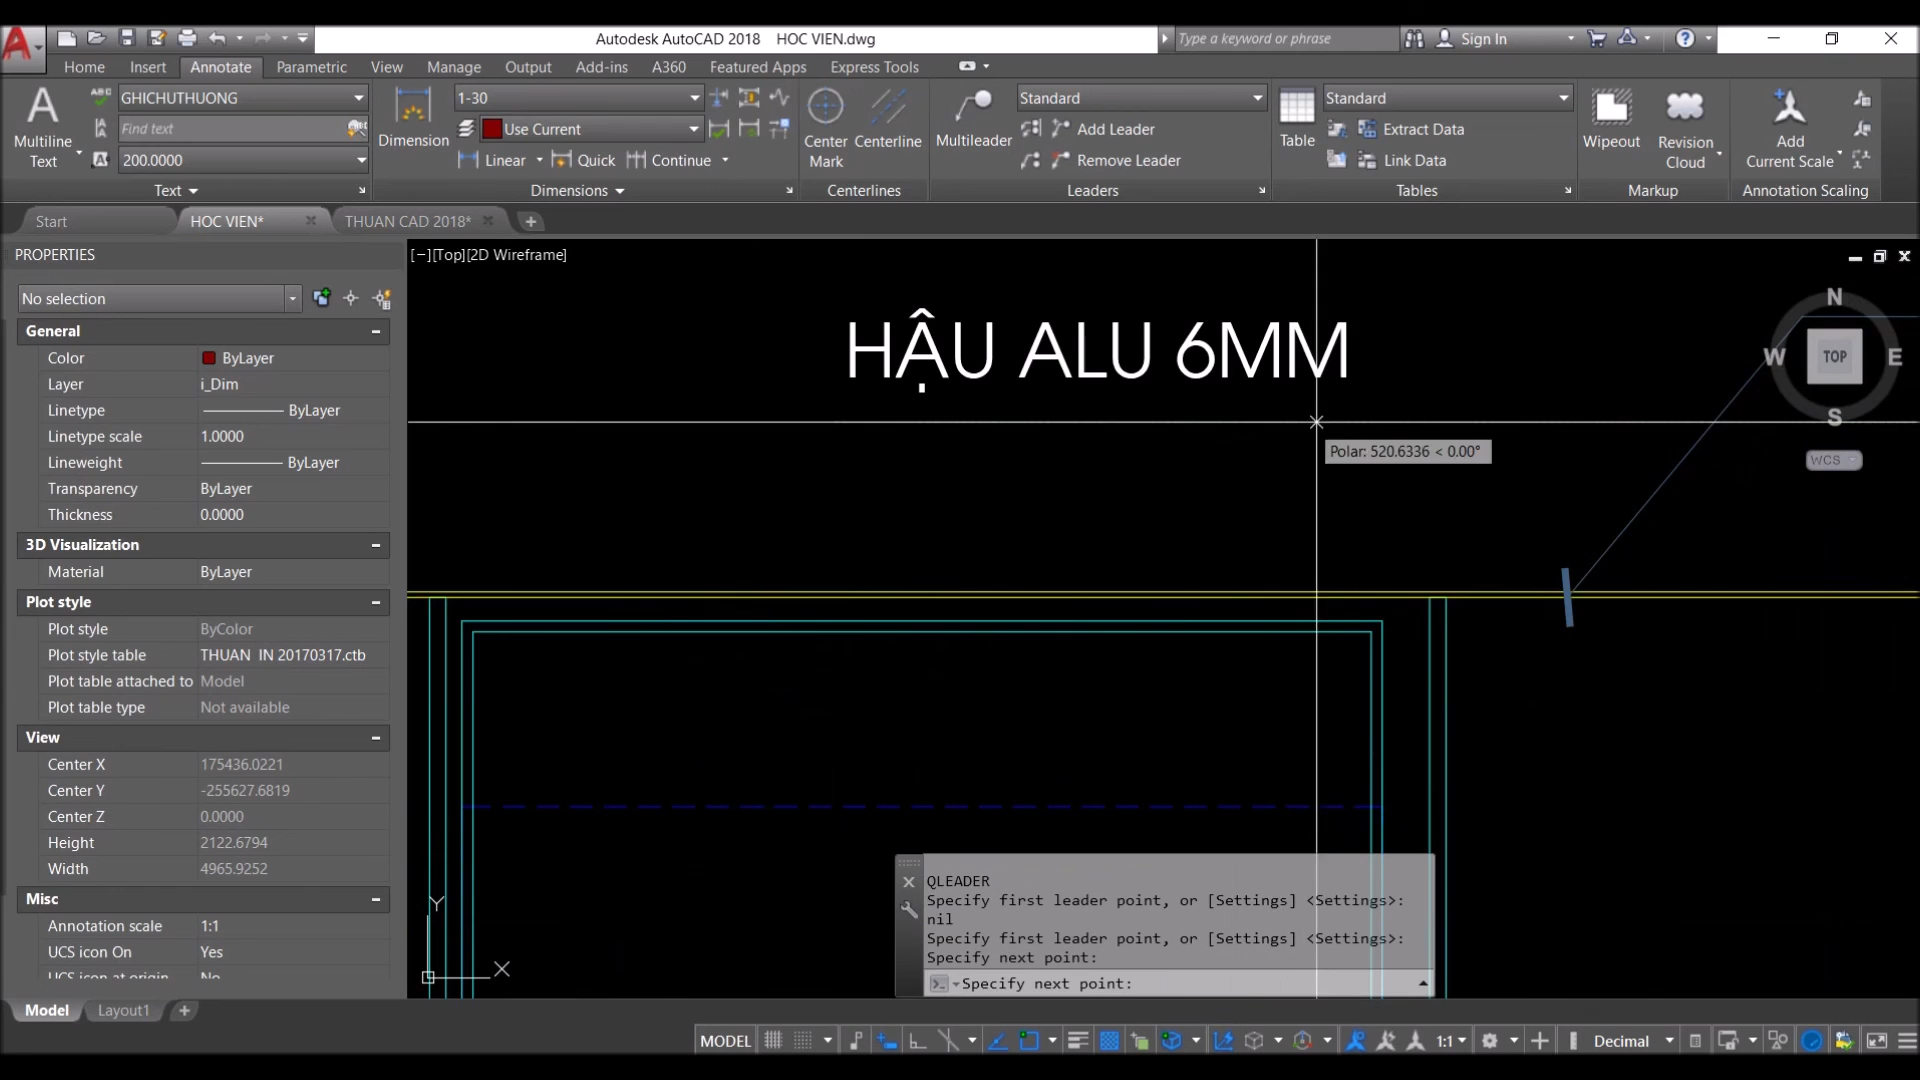 Autodesk AutoCAD 2018 HOC VIEN.dwg
Type a keyword or phrase
Sign In
Home Insert Annotate Parametric View Manage Output Add-ins A360 Featured Apps Express Tools
GHICHUTHUONG
Find text
200.0000
Multiline
Text
Text
Dimension
1-30
Use Current
Linear Quick Continue
Dimensions
Center
Mark
Centerline
Centerlines
Multileader
Standard
Add Leader
Remove Leader
Leaders
Table
Standard
Extract Data
Link Data
Tables
Wipeout
Revision
Cloud
Markup
Add
Current Scale
Annotation Scaling
Start HOC VIEN* THUAN CAD 2018*
PROPERTIES
No selection
General
Color ByLayer
Layer i_Dim
Linetype ByLayer
Linetype scale 1.0000
Lineweight ByLayer
Transparency ByLayer
Thickness 0.0000
3D Visualization
Material ByLayer
Plot style
Plot style ByColor
Plot style table THUAN IN 20170317.ctb
Plot table attached to Model
Plot table type Not available
View
Center X 175436.0221
Center Y -255627.6819
Center Z 0.0000
Height 2122.6794
Width 4965.9252
Misc
Annotation scale 1:1
UCS icon On Yes
UCS icon at origin No
[−][Top][2D Wireframe]
HẬU ALU 6MM
Polar: 520.6336 < 0.00°
N
W TOP E
S
WCS
Y
X
QLEADER
Specify first leader point, or [Settings] <Settings>:
nil
Specify first leader point, or [Settings] <Settings>:
Specify next point:
Specify next point:
Model Layout1
MODEL 1:1 Decimal